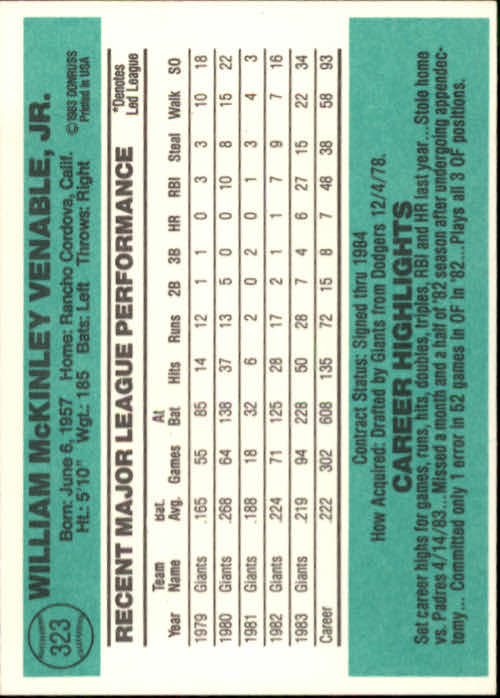 323
WILLIAM McKINLEY VENABLE, JR.
Born: June 6, 1957 Home: Rancho Cordova, Calif.
Ht.: 5'10" Wgt.: 185 Bats: Left Throws: Right
© 1983 DONRUSS
Printed in USA
RECENT MAJOR LEAGUE PERFORMANCE
*Denotes
Led League
Year Team Name Bat. Avg. Games At Bat Hits Runs 2B 3B HR RBI Steal Walk SO
1979 Giants .165 55 85 14 12 1 1 0 3 3 10 18
1980 Giants .268 64 138 37 13 5 0 0 10 8 15 22
1981 Giants .188 18 32 6 2 0 2 0 1 3 4 3
1982 Giants .224 71 125 28 17 2 1 1 7 9 7 16
1983 Giants .219 94 228 50 28 7 4 6 27 15 22 34
Career .222 302 608 135 72 15 8 7 48 38 58 93
Contract Status: Signed thru 1984
How Acquired: Drafted by Giants from Dodgers 12/4/78.
CAREER HIGHLIGHTS
Set career highs for games, runs, hits, doubles, triples, RBI and HR last year...Stole home
vs. Padres 4/14/83...Missed a month and a half of '82 season after undergoing appendec-
tomy...Committed only 1 error in 52 games in OF in '82...Plays all 3 OF positions.